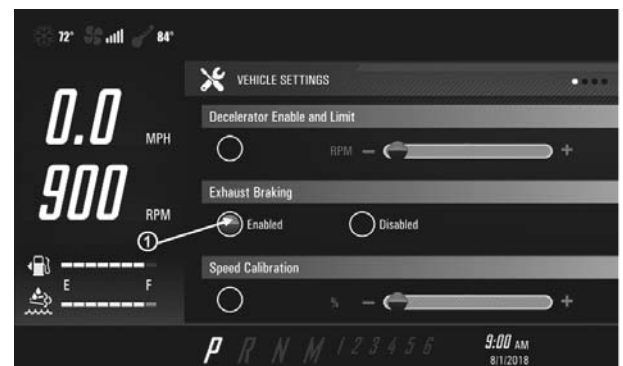 72° 84°
VEHICLE SETTINGS
0.0 MPH
Decelerator Enable and Limit
RPM − +
900 RPM
Exhaust Braking
Enabled Disabled
1
Speed Calibration
E F
% − +
P R N M 1 2 3 4 5 6
9:00 AM
8/1/2018